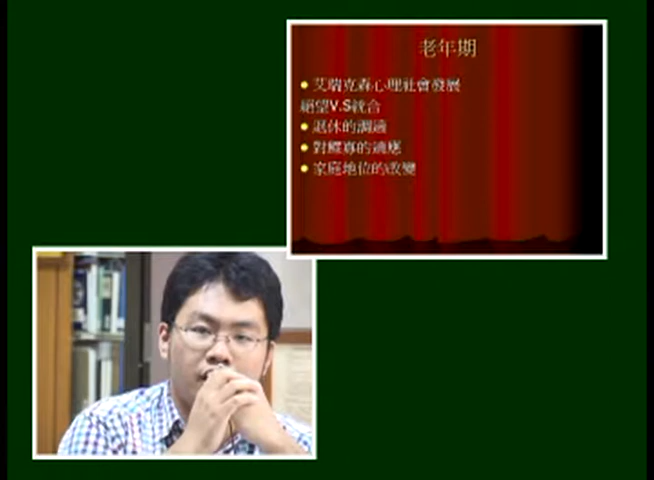 老年期
艾瑞克森心理社會發展
絕望V.S統合
退休的調適
對鰥寡的適應
家庭地位的改變